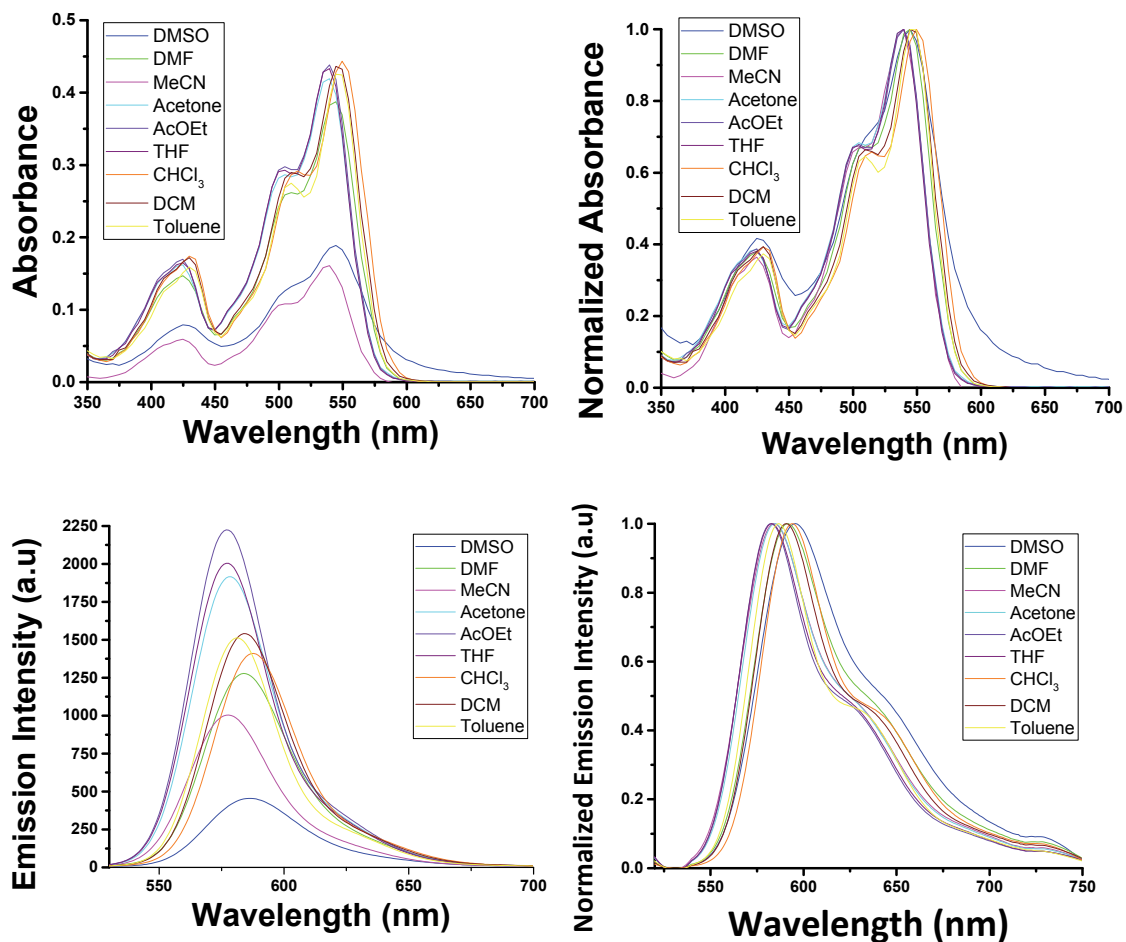 Absorbance
0.5
0.4
0.3
0.2
0.1
0.0
DMSO
DMF
MeCN
Acetone
AcOEt
THF
CHCl₃
DCM
Toluene
350 400 450 500 550 600 650 700
Wavelength (nm)
Normalized Absorbance
1.0
0.8
0.6
0.4
0.2
0.0
DMSO
DMF
MeCN
Acetone
AcOEt
THF
CHCl₃
DCM
Toluene
350 400 450 500 550 600 650 700
Wavelength (nm)
Emission Intensity (a.u)
2250
2000
1750
1500
1250
1000
750
500
250
0
DMSO
DMF
MeCN
Acetone
AcOEt
THF
CHCl₃
DCM
Toluene
550 600 650 700
Wavelength (nm)
Normalized Emission Intensity (a.u)
1.0
0.8
0.6
0.4
0.2
0.0
DMSO
DMF
MeCN
Acetone
AcOEt
THF
CHCl₃
DCM
Toluene
550 600 650 700 750
Wavelength (nm)